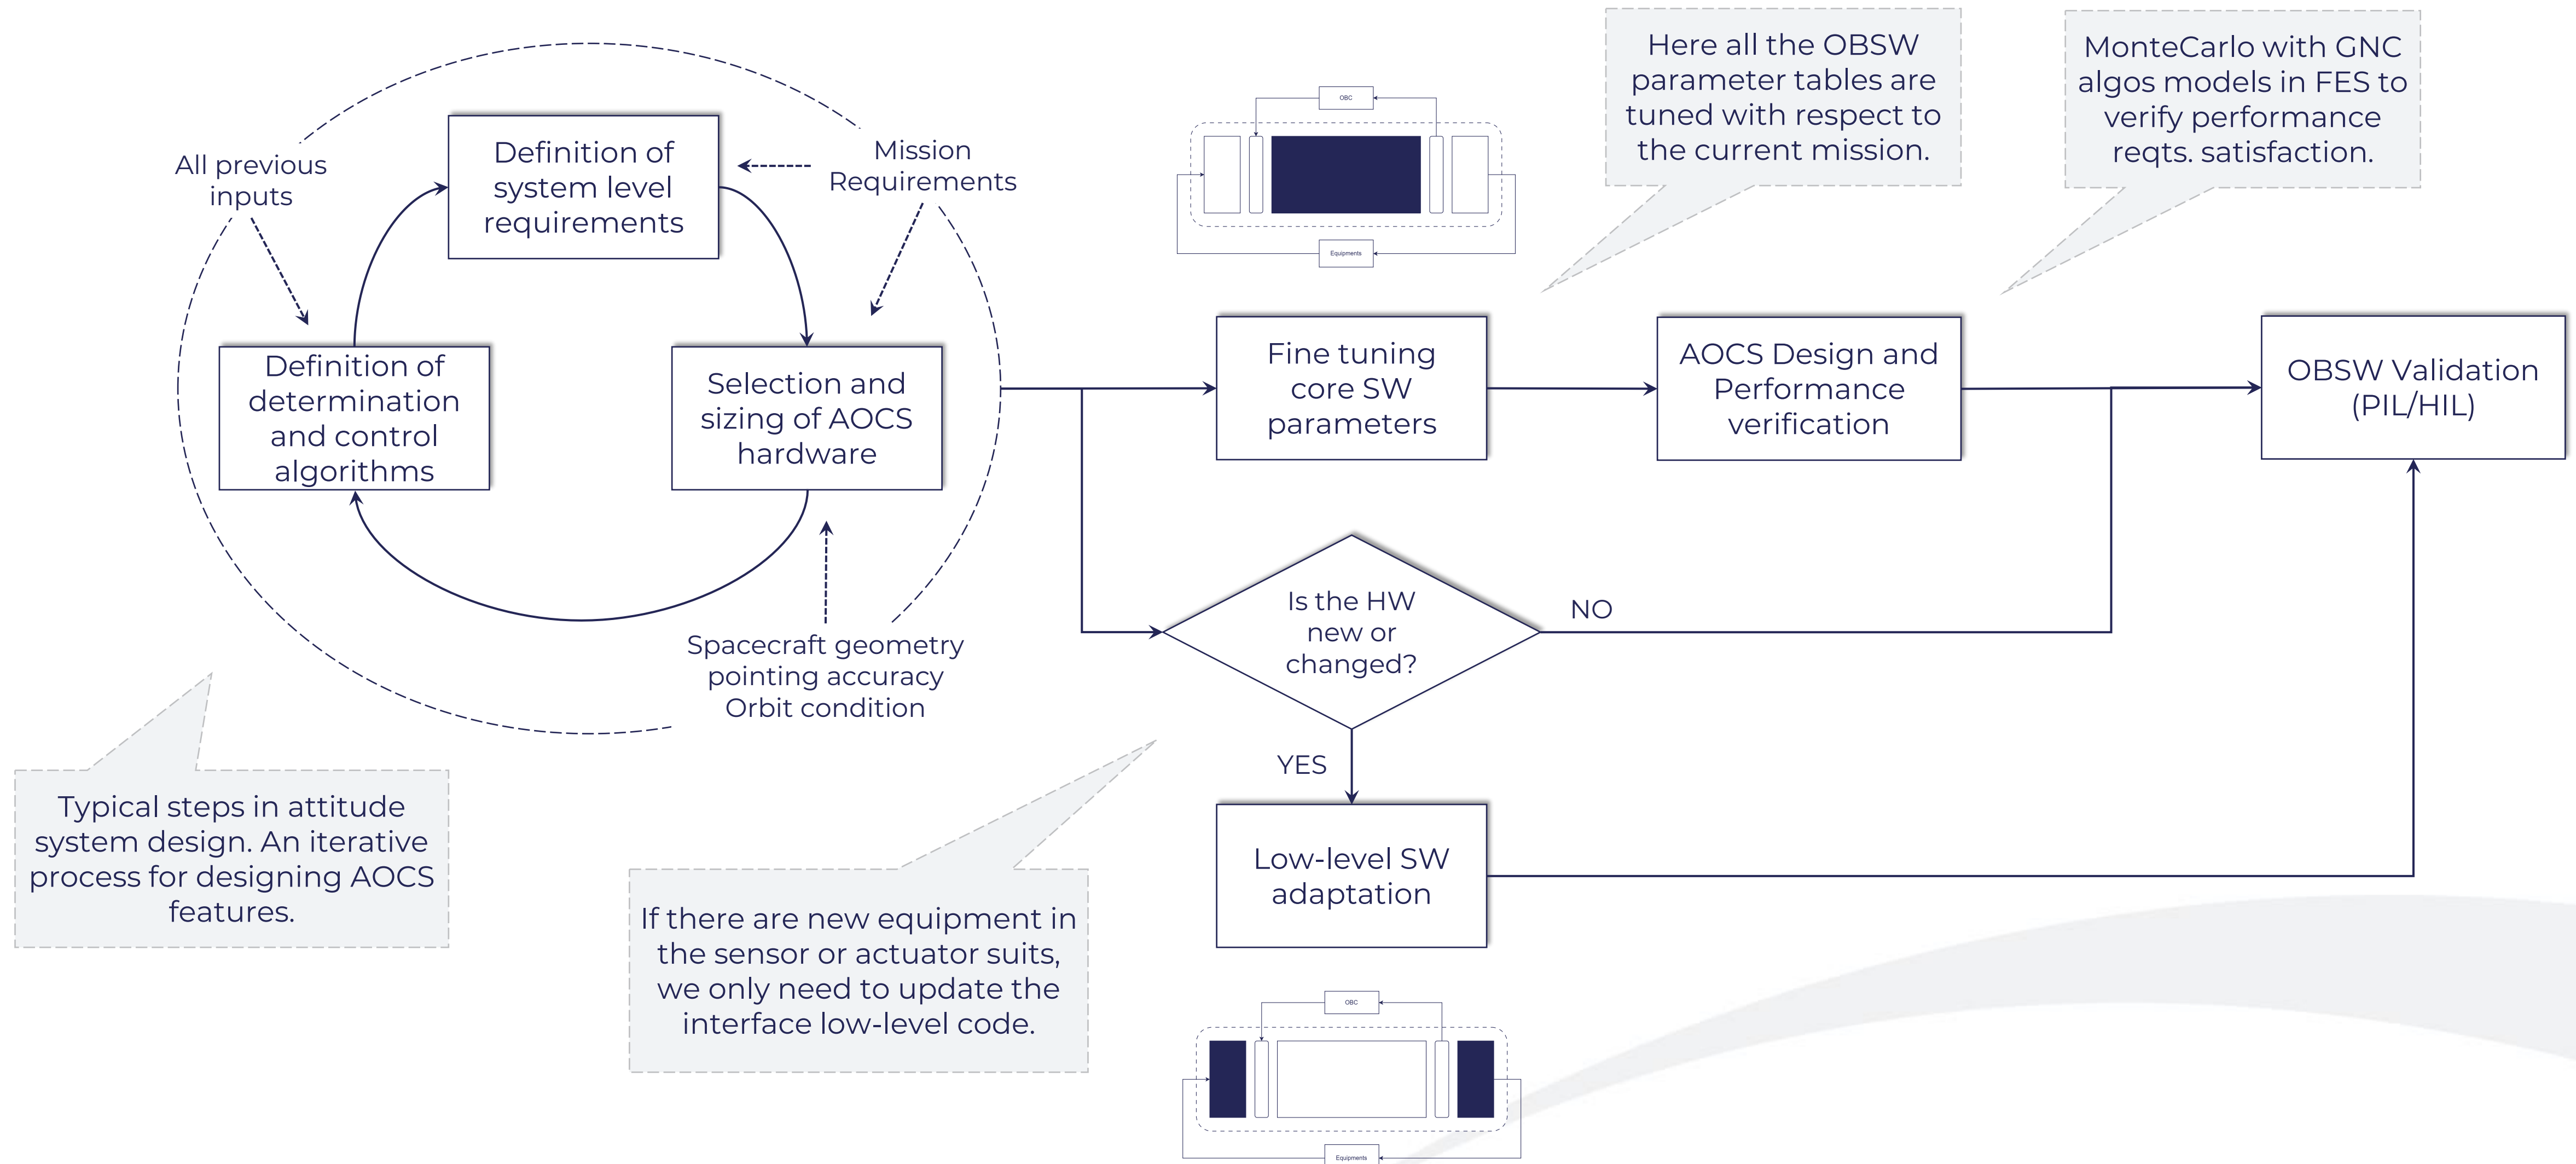 All previous
inputs
Definition of
system level
requirements
Mission
Requirements
Definition of
determination
and control
algorithms
Selection and
sizing of AOCS
hardware
Spacecraft geometry
pointing accuracy
Orbit condition
Typical steps in attitude
system design. An iterative
process for designing AOCS
features.
OBC
Equipments
Here all the OBSW
parameter tables are
tuned with respect to
the current mission.
MonteCarlo with GNC
algos models in FES to
verify performance
reqts. satisfaction.
Fine tuning
core SW
parameters
AOCS Design and
Performance
verification
OBSW Validation
(PIL/HIL)
Is the HW
new or
changed?
NO
YES
Low-level SW
adaptation
If there are new equipment in
the sensor or actuator suits,
we only need to update the
interface low-level code.
OBC
Equipments